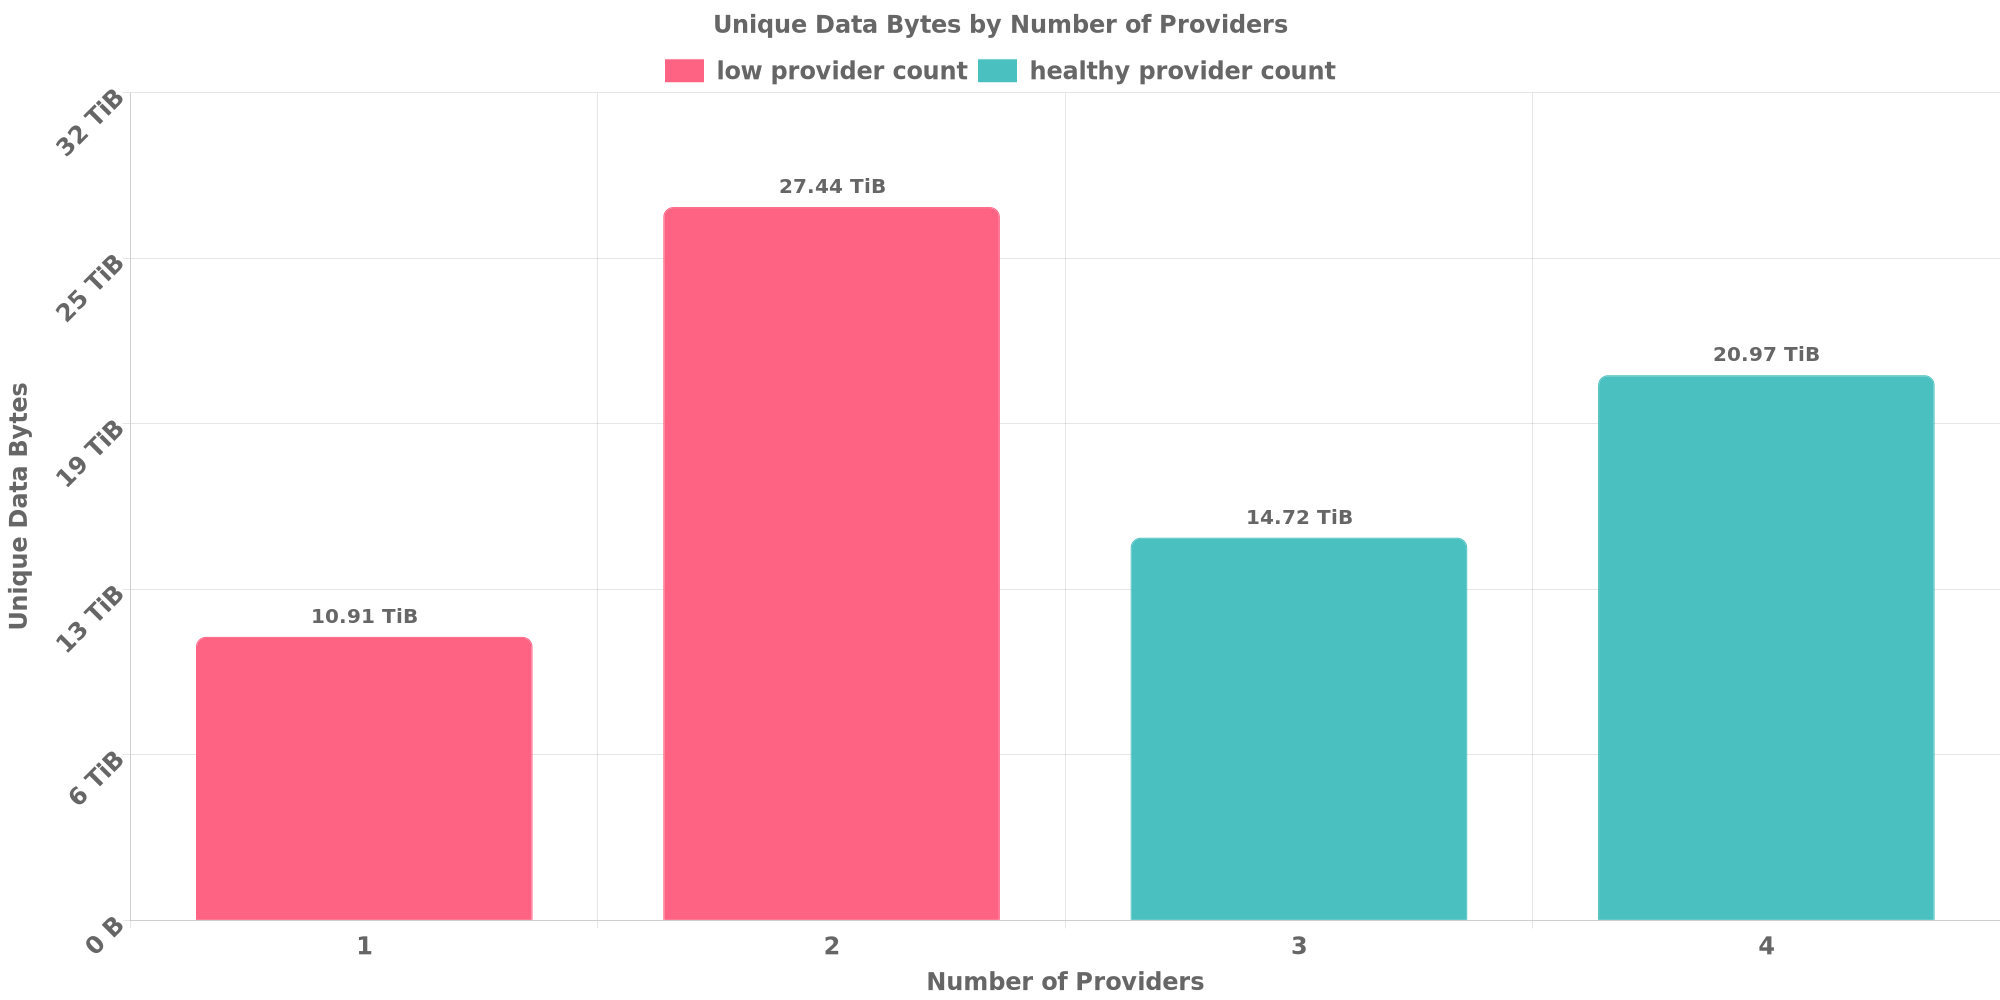 Unique Data Bytes by Number of Providers
low provider count
healthy provider count
Unique Data Bytes
32 TiB
25 TiB
19 TiB
13 TiB
6 TiB
0 B
10.91 TiB
27.44 TiB
14.72 TiB
20.97 TiB
1
2
3
4
Number of Providers